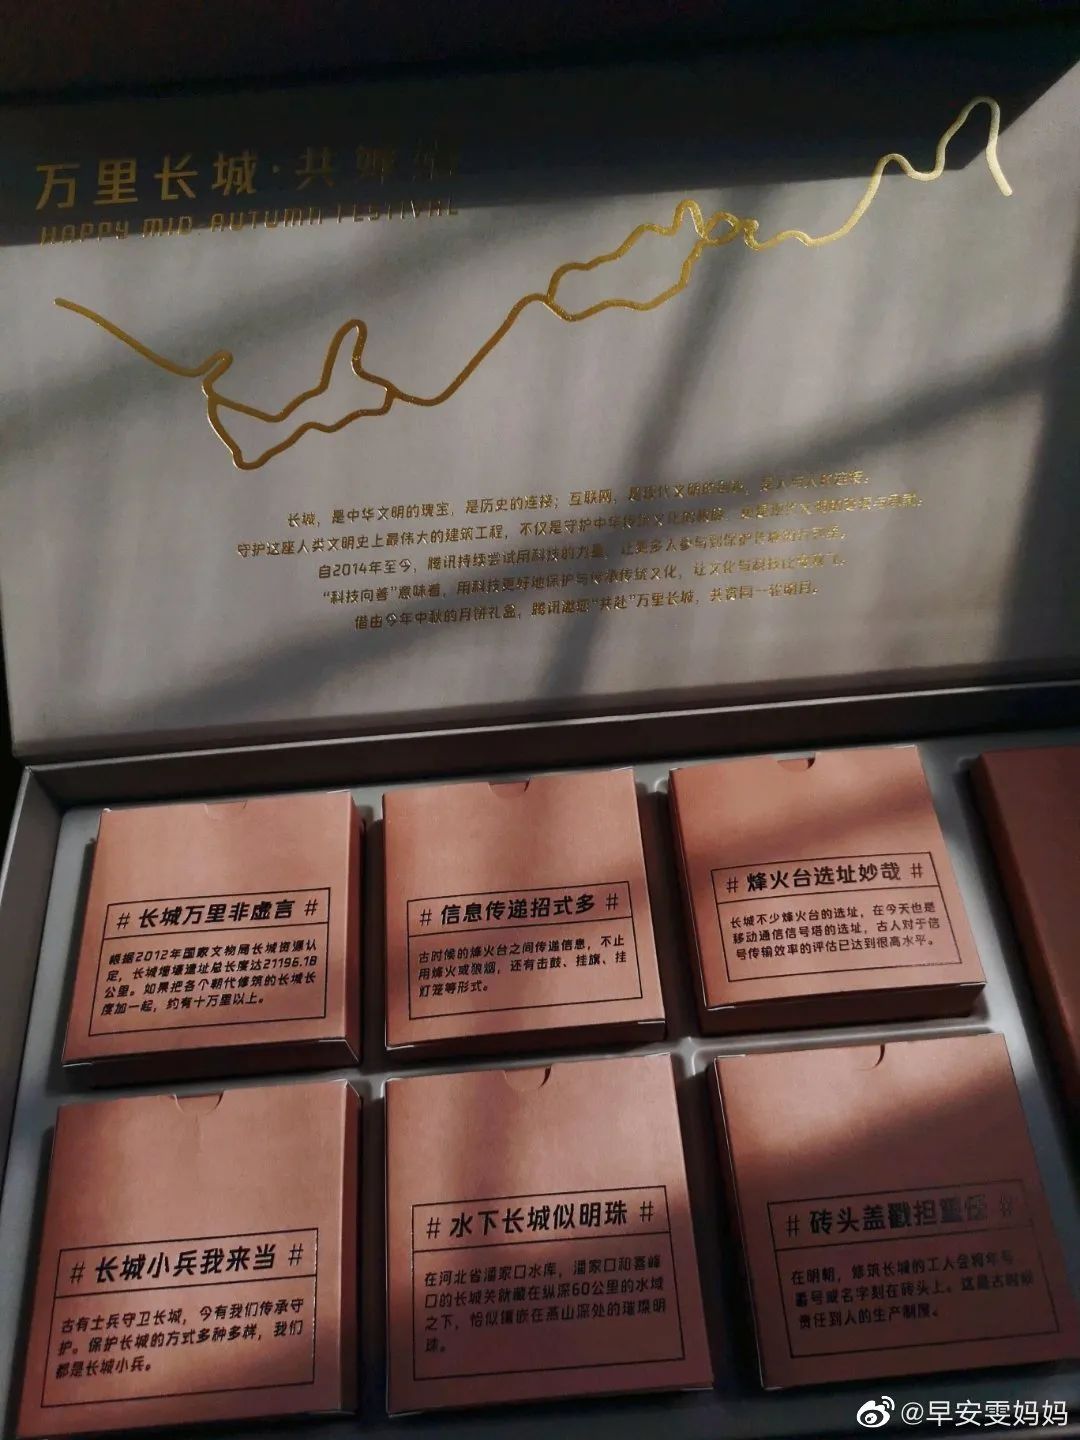 万里长城·共婵娟
HAPPY MID-AUTUMN FESTIVAL
长城，是中华文明的瑰宝，是历史的连接；互联网，是现代文明的
守护这座人类文明史上最伟大的建筑工程，不仅是守护中华传统文化的根脉，
自2014年至今，腾讯持续尝试用科技的力量，让更多人参与到保护长城的行动中。
“科技向善”意味着，用科技更好地保护与传承传统文化，让文化与科技比翼齐飞。
借由今年中秋的月饼礼盒，腾讯邀您“共赴”万里长城，共赏同一轮明月。
# 长城万里非虚言 #
根据2012年国家文物局长城资源认
定，长城墙壕遗址总长度达21196.18
公里。如果把各个朝代修筑的长城长
度加一起，约有十万里以上。
# 信息传递招式多 #
古时候的烽火台之间传递信息，不止
用烽火或狼烟，还有击鼓、挂旗、挂
灯笼等形式。
# 烽火台选址妙哉 #
长城不少烽火台的选址，在今天也是
移动通信信号塔的选址，古人对于信
号传输效率的评估已达到很高水平。
# 长城小兵我来当 #
古有士兵守卫长城，今有我们传承守
护。保护长城的方式多种多样，我们
都是长城小兵。
# 水下长城似明珠 #
在河北省潘家口水库，潘家口和喜峰
口的长城关就藏在纵深60公里的水域
之下，恰似镶嵌在燕山深处的璀璨明
珠。
# 砖头盖戳担重任 #
在明朝，修筑长城的工人会将年号
番号或名字刻在砖头上。这是古时候
责任到人的生产制度。
@早安雯妈妈